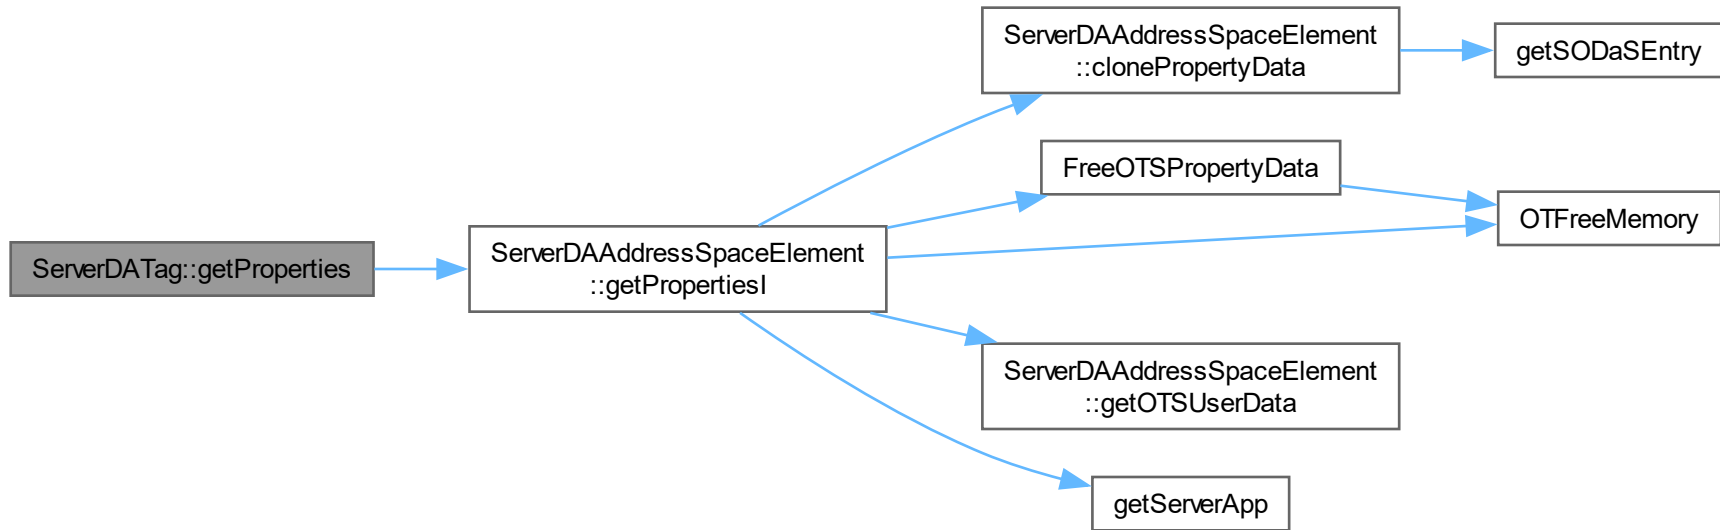 ServerDATag::getProperties
ServerDAAddressSpaceElement
::getPropertiesI
ServerDAAddressSpaceElement
::clonePropertyData
getSODaSEntry
FreeOTSPropertyData
OTFreeMemory
ServerDAAddressSpaceElement
::getOTSUserData
getServerApp